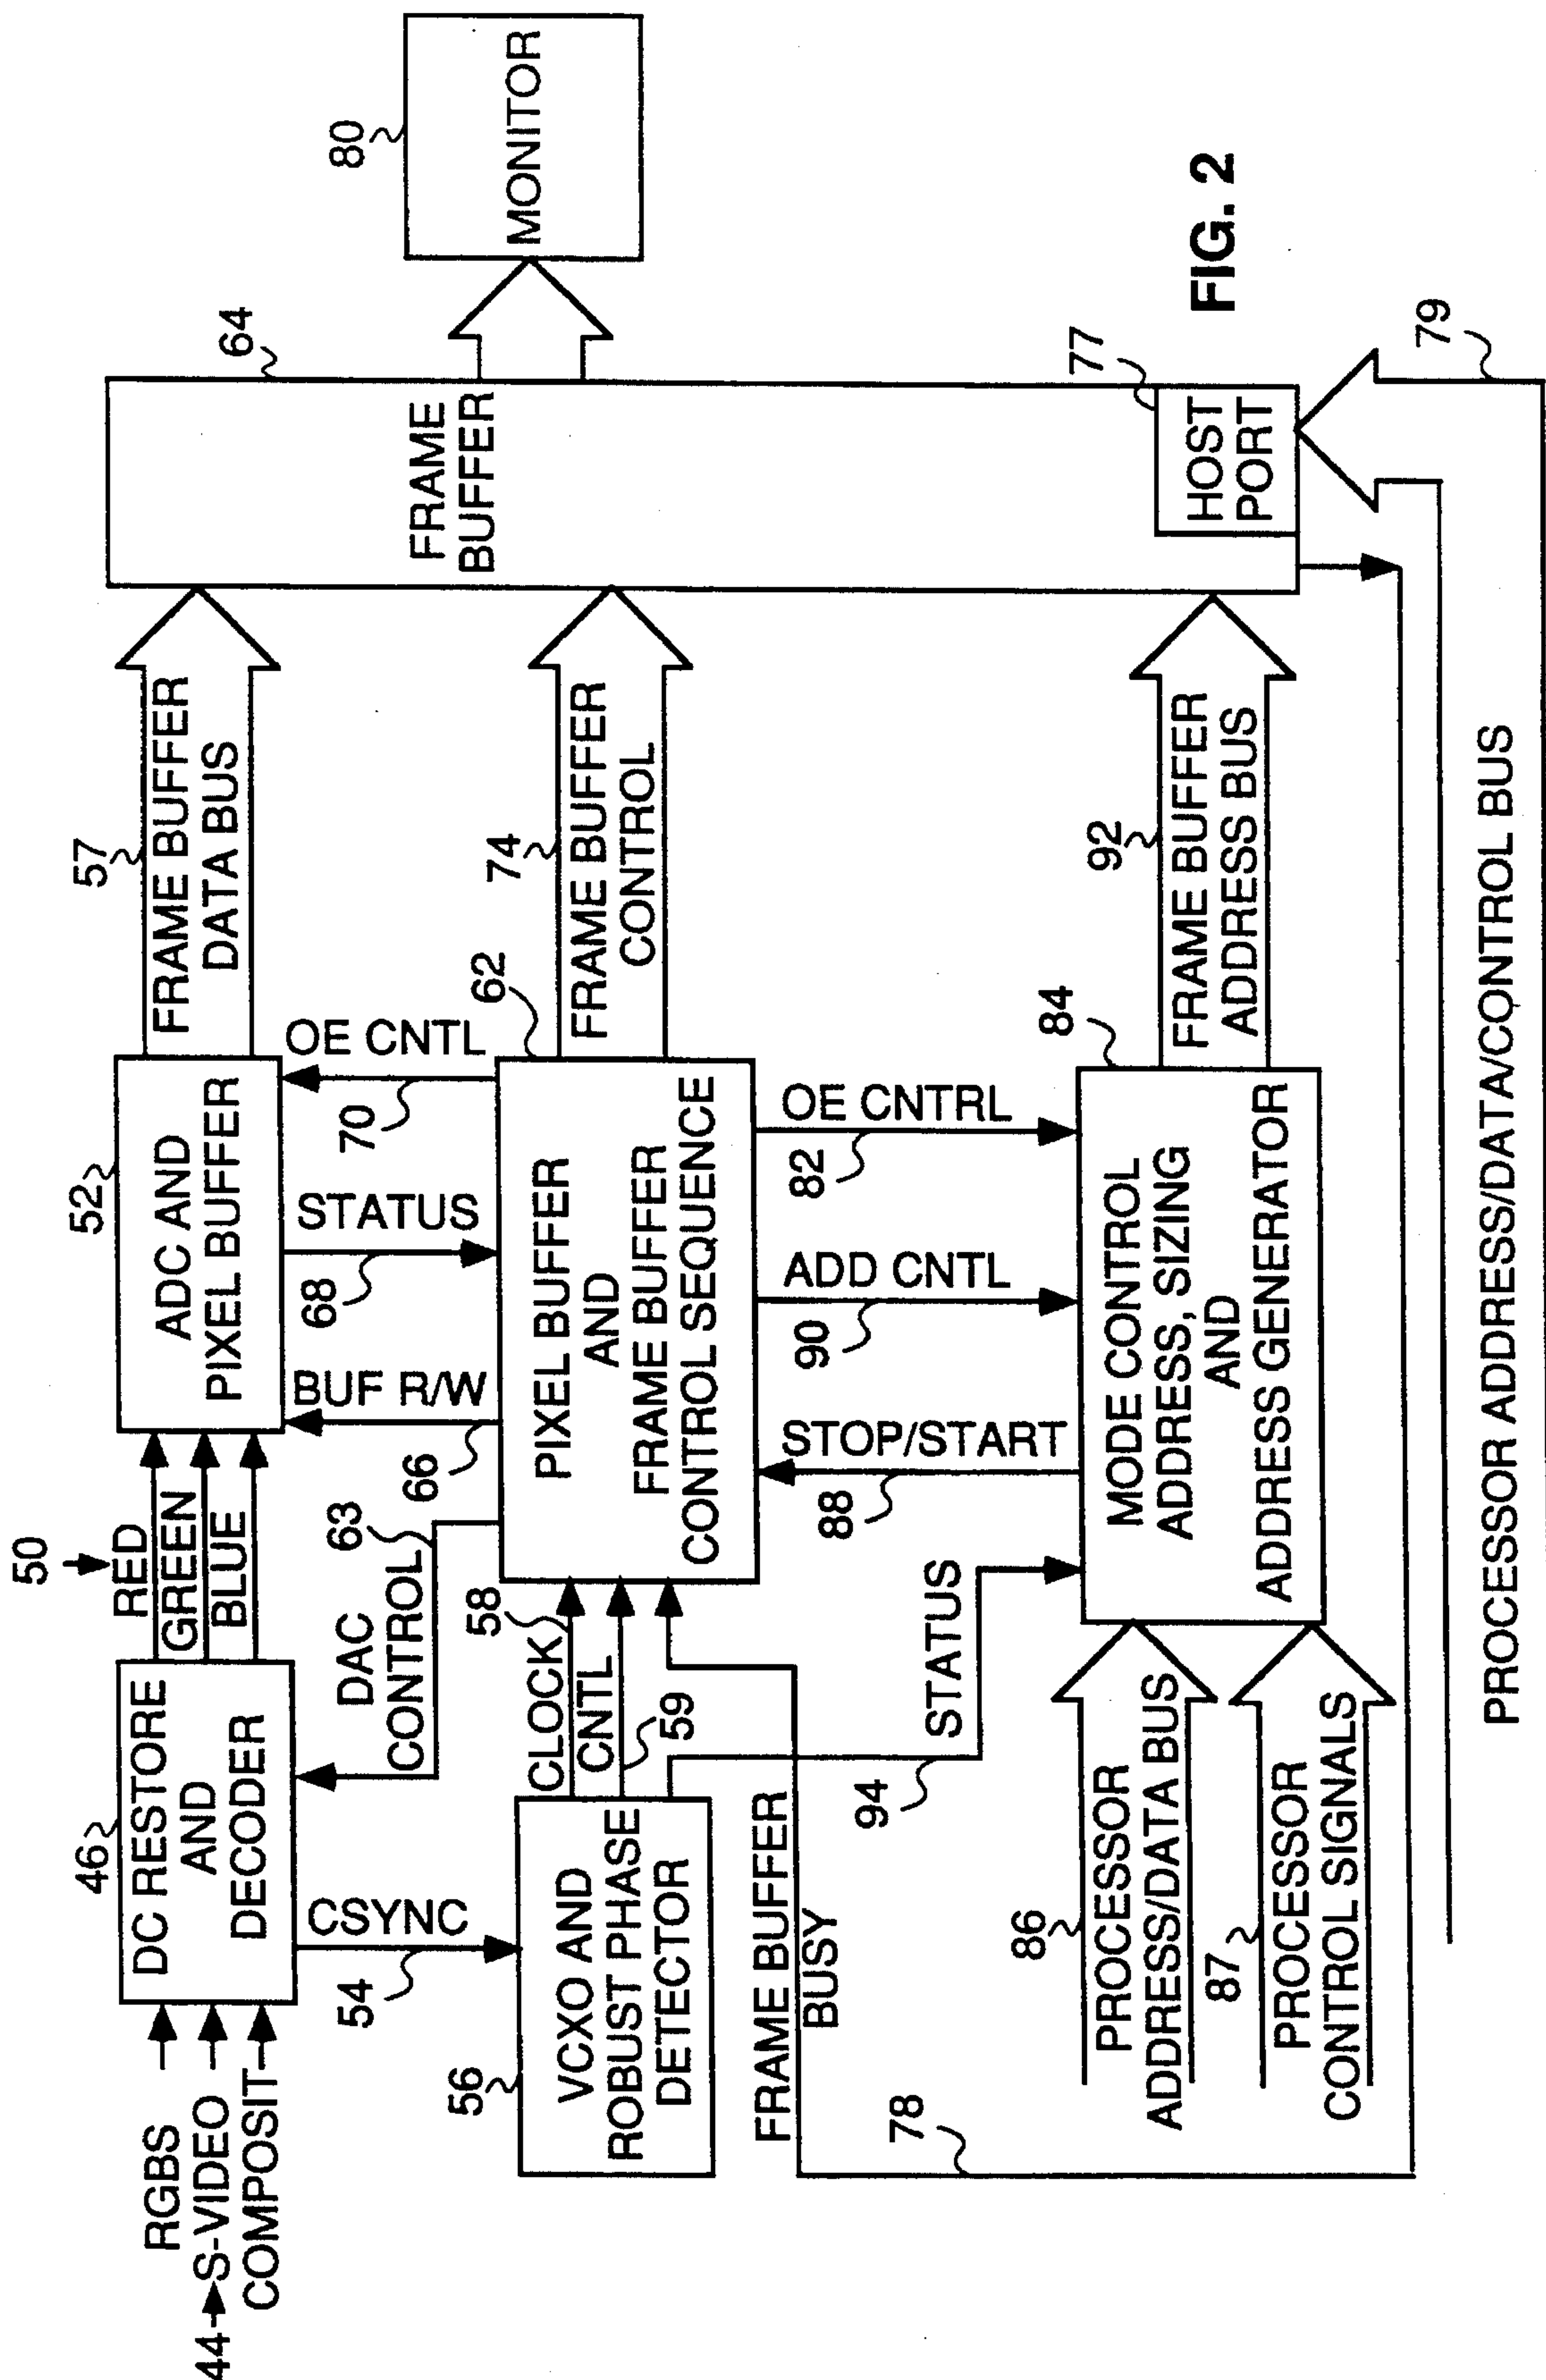 44
RGBS
S-VIDEO
COMPOSIT
46
DC RESTORE
AND
DECODER
50
RED
GREEN
BLUE
52
ADC AND
PIXEL BUFFER
57
FRAME BUFFER
DATA BUS
64
FRAME
BUFFER
80
MONITOR
CSYNC
54
DAC
CONTROL
63
BUF R/W
66
STATUS
68
OE CNTL
70
56
VCXO AND
ROBUST PHASE
DETECTOR
CLOCK
58
CNTL
59
62
PIXEL BUFFER
AND
FRAME BUFFER
CONTROL SEQUENCE
74
FRAME BUFFER
CONTROL
FRAME BUFFER
BUSY
78
STATUS
94
STOP/START
88
ADD CNTL
90
OE CNTRL
82
86
PROCESSOR
ADDRESS/DATA BUS
87
PROCESSOR
CONTROL SIGNALS
84
MODE CONTROL
ADDRESS, SIZING
AND
ADDRESS GENERATOR
92
FRAME BUFFER
ADDRESS BUS
77
HOST
PORT
79
PROCESSOR ADDRESS/DATA/CONTROL BUS
FIG. 2